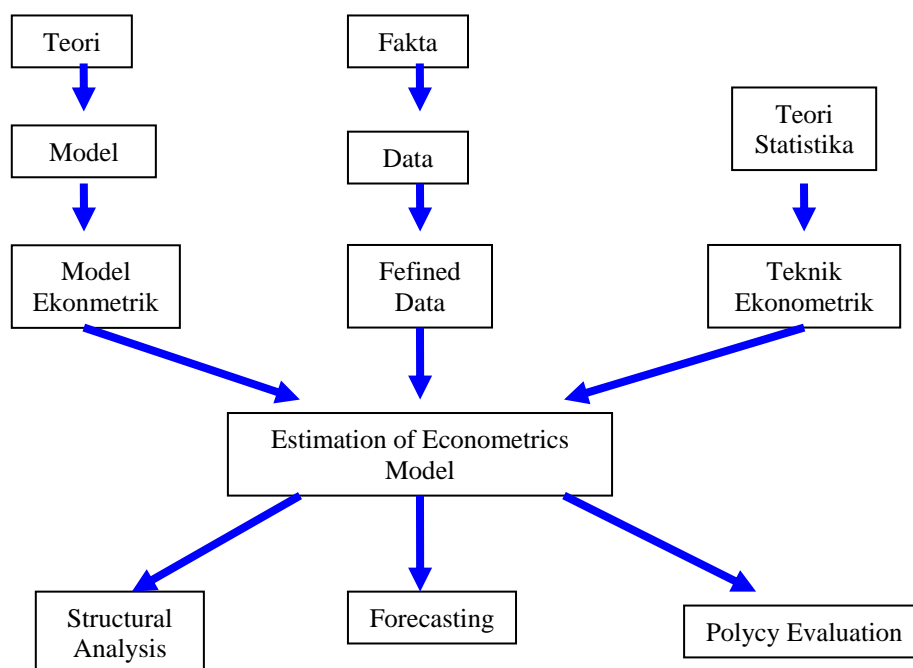 Teori
Fakta
Teori
Statistika
Model
Data
Model
Ekonmetrik
Fefined
Data
Teknik
Ekonometrik
Estimation of Econometrics
Model
Structural
Analysis
Forecasting
Polycy Evaluation